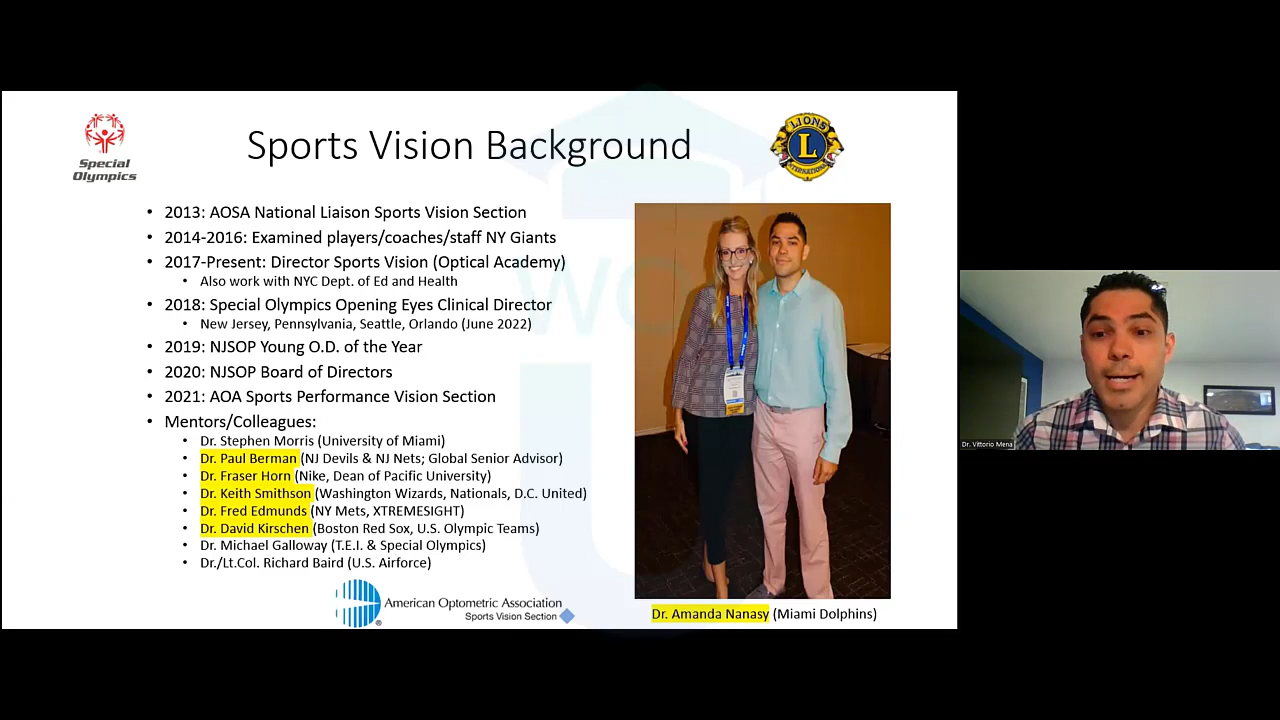 Special
Olympics
Sports Vision Background
LIONS
L
INTERNATIONAL
• 2013: AOSA National Liaison Sports Vision Section
• 2014-2016: Examined players/coaches/staff NY Giants
• 2017-Present: Director Sports Vision (Optical Academy)
• Also work with NYC Dept. of Ed and Health
• 2018: Special Olympics Opening Eyes Clinical Director
• New Jersey, Pennsylvania, Seattle, Orlando (June 2022)
• 2019: NJSOP Young O.D. of the Year
• 2020: NJSOP Board of Directors
• 2021: AOA Sports Performance Vision Section
• Mentors/Colleagues:
• Dr. Stephen Morris (University of Miami)
• Dr. Paul Berman (NJ Devils & NJ Nets; Global Senior Advisor)
• Dr. Fraser Horn (Nike, Dean of Pacific University)
• Dr. Keith Smithson (Washington Wizards, Nationals, D.C. United)
• Dr. Fred Edmunds (NY Mets, XTREMESIGHT)
• Dr. David Kirschen (Boston Red Sox, U.S. Olympic Teams)
• Dr. Michael Galloway (T.E.I. & Special Olympics)
• Dr./Lt.Col. Richard Baird (U.S. Airforce)
American Optometric Association
Sports Vision Section
Dr. Amanda Nanasy (Miami Dolphins)
Dr. Vittorio Mena